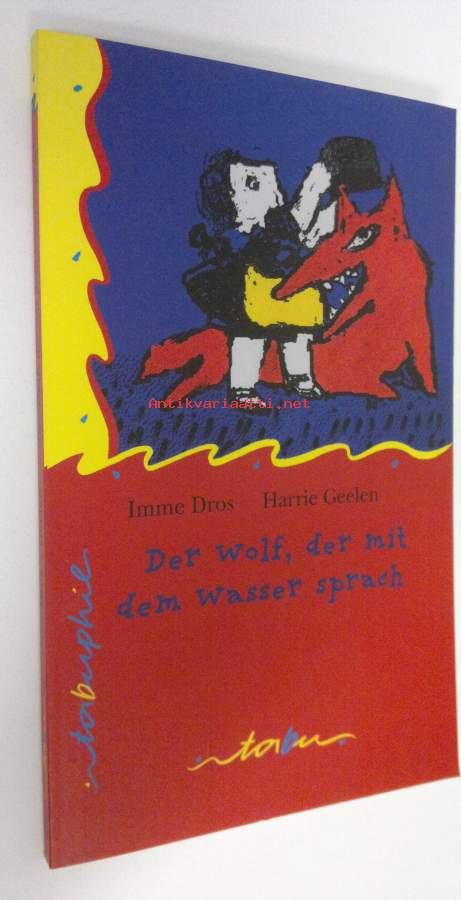 Antikvariaatti.net
Imme Dros Harrie Geelen
Der Wolf, der mit
dem Wasser sprach
tabuphil
tabu